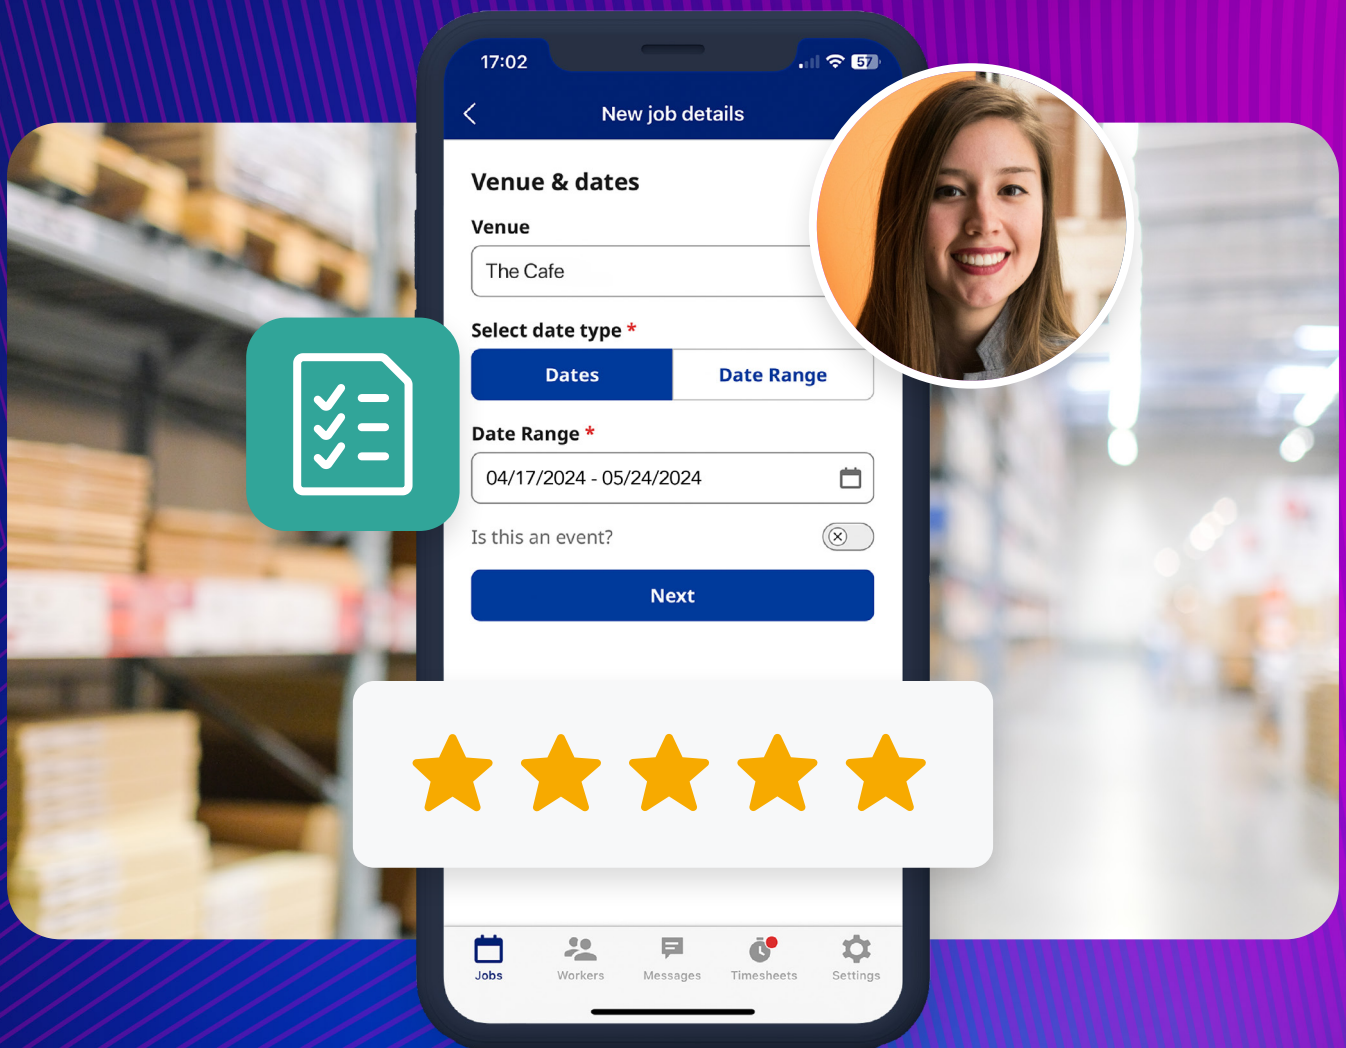 17:02
57
New job details
Venue & dates
Venue
The Cafe
Select date type *
Dates
Date Range
Date Range *
04/17/2024 - 05/24/2024
Is this an event?
Next
Jobs
Workers
Messages
Timesheets
Settings